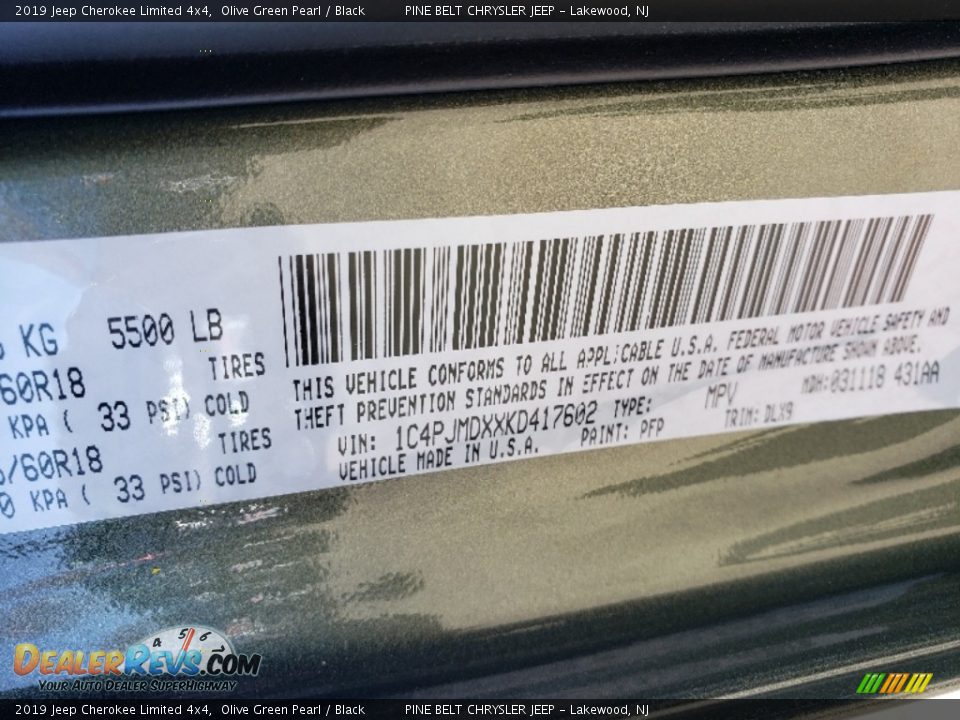 2019 Jeep Cherokee Limited 4x4, Olive Green Pearl / Black PINE BELT CHRYSLER JEEP - Lakewood, NJ
KG 5500 LB
TIRES
60R18
KPA ( 33 PSI) COLD
TIRES
/60R18
0 KPA ( 33 PSI) COLD
THIS VEHICLE CONFORMS TO ALL APPLICABLE U.S.A. FEDERAL MOTOR VEHICLE SAFETY AND
THEFT PREVENTION STANDARDS IN EFFECT ON THE DATE OF MANUFACTURE SHOWN ABOVE.
VIN: 1C4PJMDXXKD417602 TYPE: MPV MDH:031118 431AA
VEHICLE MADE IN U.S.A. PAINT: PFP TRIM: DLX9
4 5 6
DEALERREVS.COM
YOUR AUTO DEALER SUPERHIGHWAY
2019 Jeep Cherokee Limited 4x4, Olive Green Pearl / Black PINE BELT CHRYSLER JEEP - Lakewood, NJ